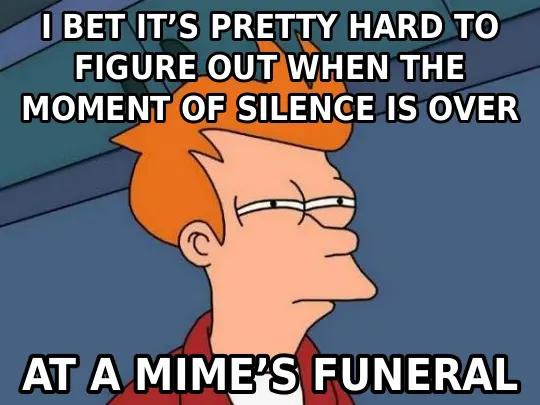 I BET IT’S PRETTY HARD TO
FIGURE OUT WHEN THE
MOMENT OF SILENCE IS OVER
AT A MIME’S FUNERAL